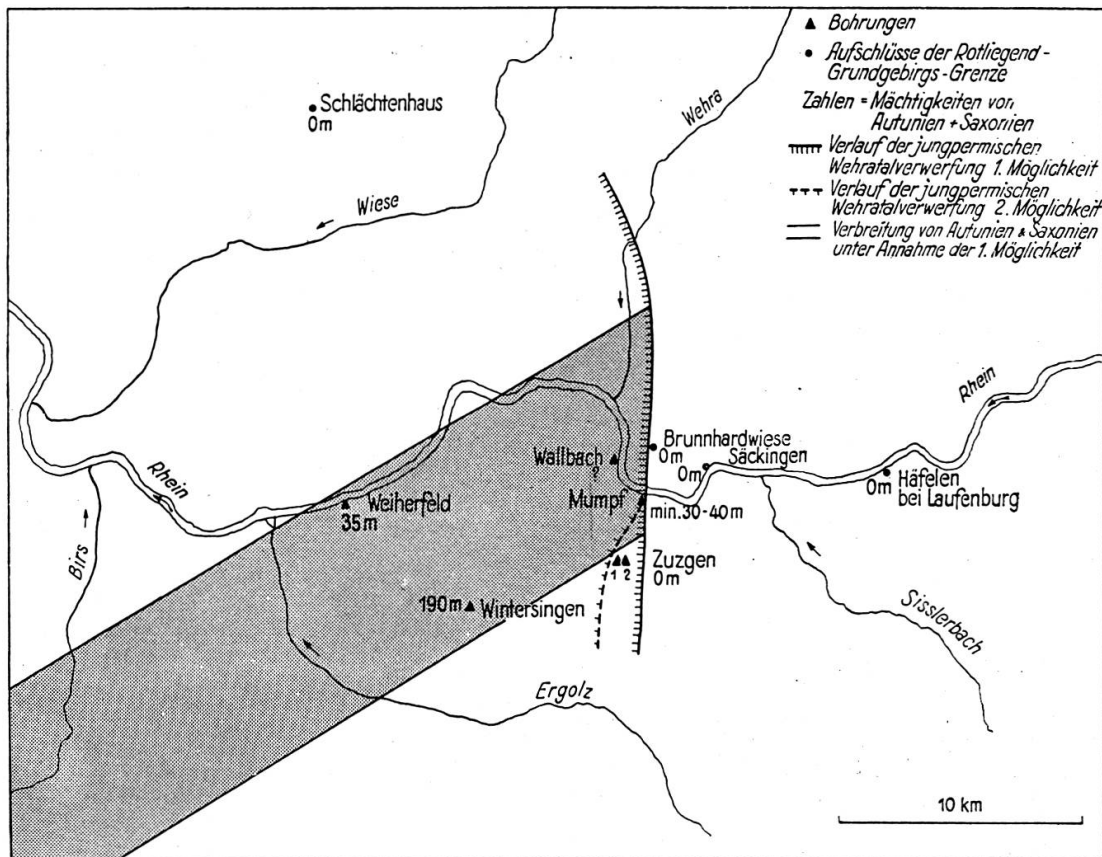 ▲ Bohrungen
• Aufschlüsse der Rotliegend-
Grundgebirgs-Grenze
Zahlen = Mächtigkeiten von
Autunien + Saxonien
Verlauf der jungpermischen
Wehratalverwerfung 1. Möglichkeit
Verlauf der jungpermischen
Wehratalverwerfung 2. Möglichkeit
Verbreitung von Autunien & Saxonien
unter Annahme der 1. Möglichkeit
Schlächtenhaus
0m
Wehra
Wiese
Rhein
Brunnhardwiese
0m
Säckingen
0m
Wallbach
?
Häfelen
bei Laufenburg
0m
Mumpf
min.30-40m
Rhein
Weiherfeld
35m
Birs
Zuzgen
0m
1 2
190m Wintersingen
Sisslerbach
Ergolz
10 km